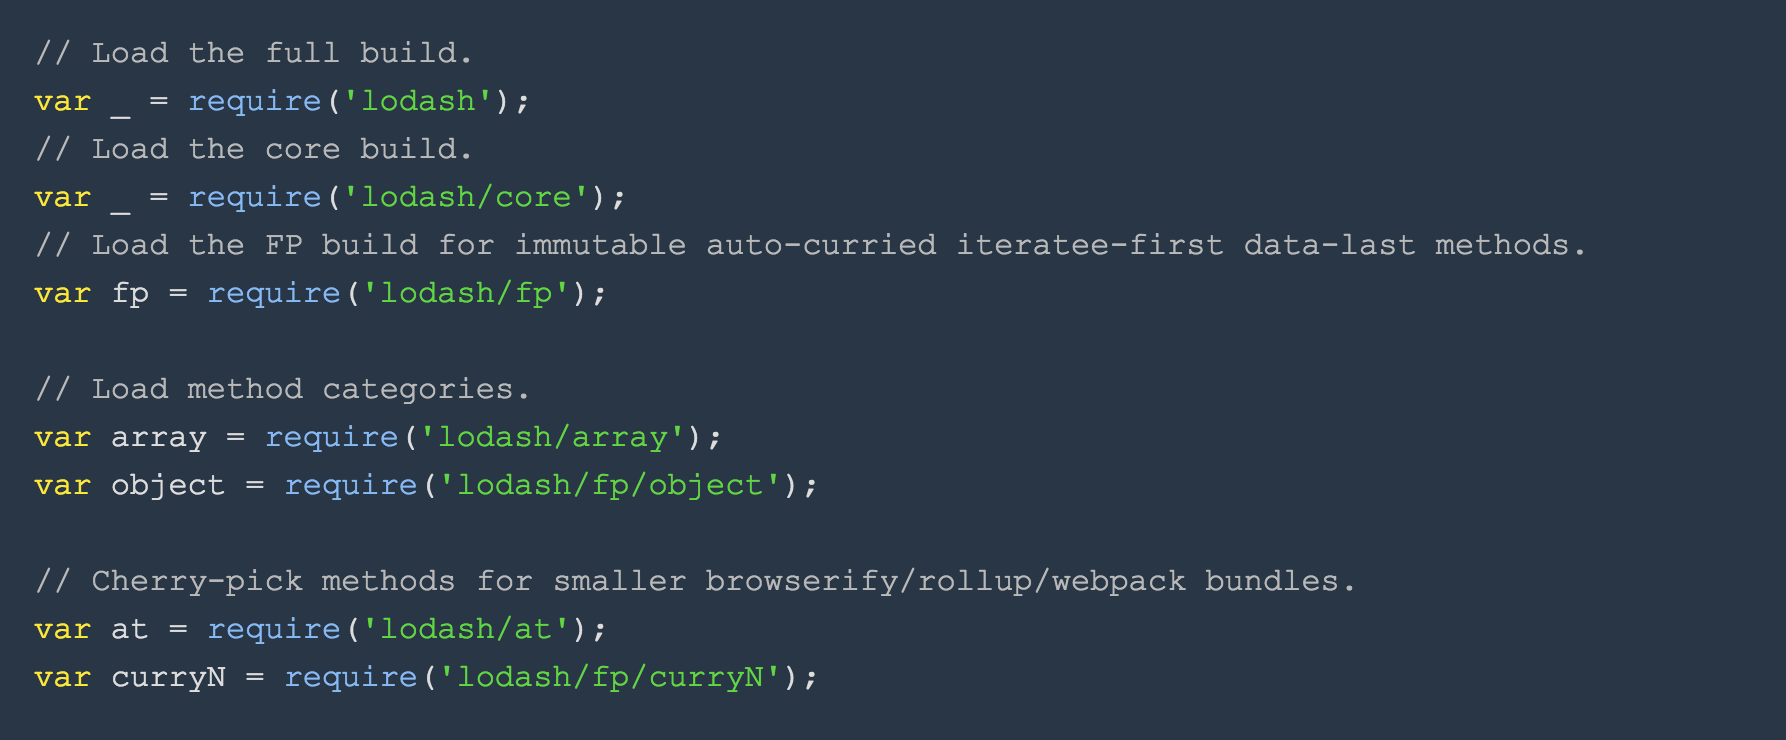 // Load the full build.
var _ = require('lodash');
// Load the core build.
var _ = require('lodash/core');
// Load the FP build for immutable auto-curried iteratee-first data-last methods.
var fp = require('lodash/fp');

// Load method categories.
var array = require('lodash/array');
var object = require('lodash/fp/object');

// Cherry-pick methods for smaller browserify/rollup/webpack bundles.
var at = require('lodash/at');
var curryN = require('lodash/fp/curryN');